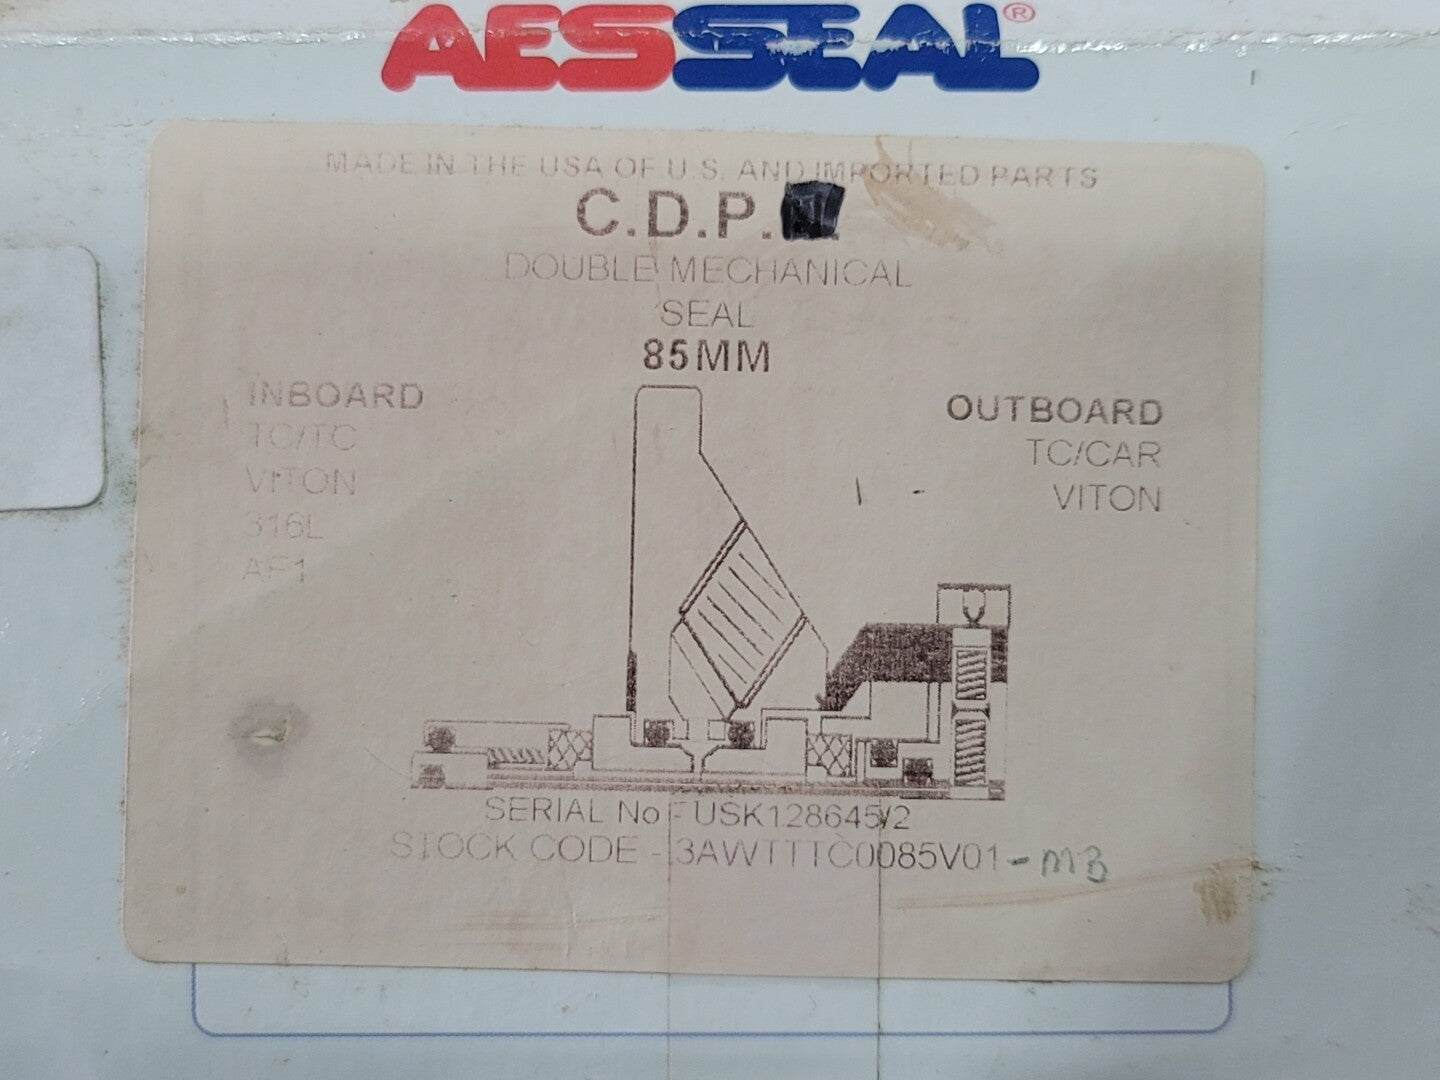 AESSEAL®
MADE IN THE USA OF U.S. AND IMPORTED PARTS
C.D.P.
DOUBLE MECHANICAL
SEAL
85MM
INBOARD
TC/TC
VITON
316L
AF1
OUTBOARD
TC/CAR
VITON
SERIAL No - USK128645/2
STOCK CODE - 3AWTTTC0085V01 - MB